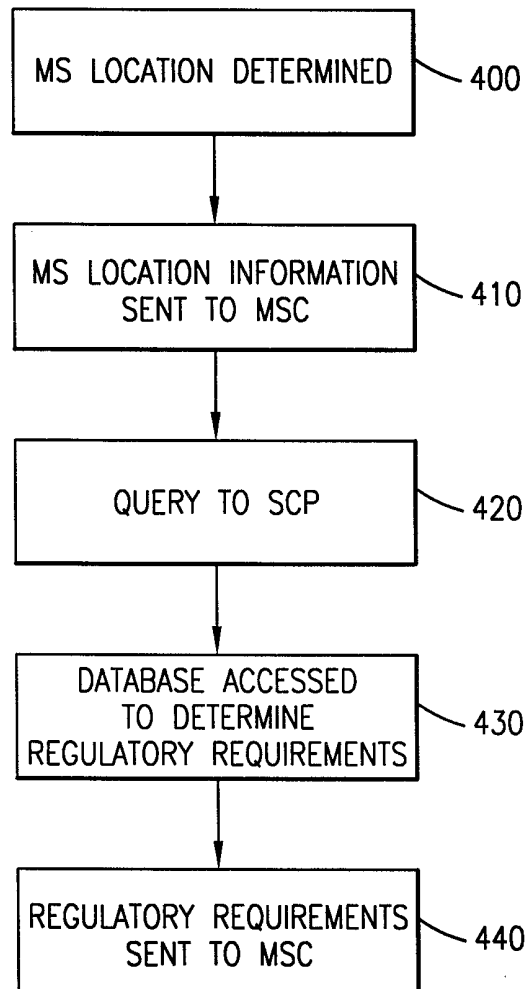 MS LOCATION DETERMINED
400
MS LOCATION INFORMATION
SENT TO MSC
410
QUERY TO SCP
420
DATABASE ACCESSED
TO DETERMINE
REGULATORY REQUIREMENTS
430
REGULATORY REQUIREMENTS
SENT TO MSC
440